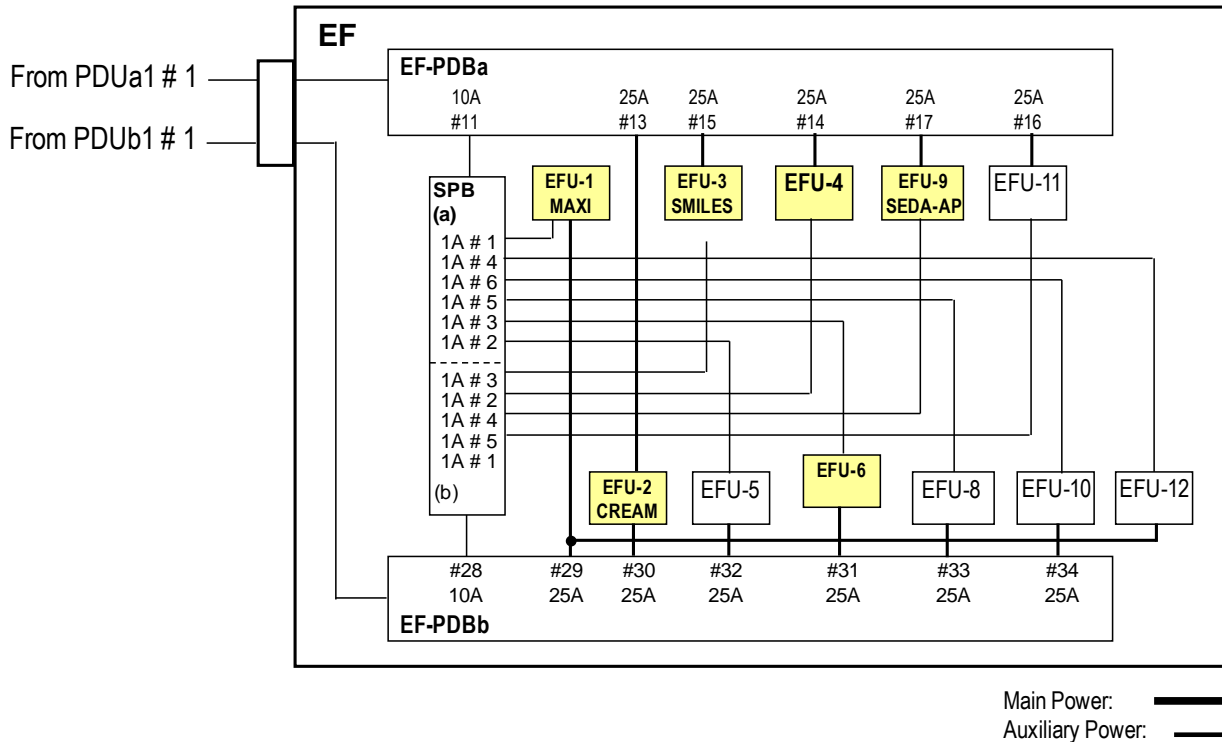 EF
From PDUa1 # 1
From PDUb1 # 1
EF-PDBa
10A 25A 25A 25A 25A 25A
#11 #13 #15 #14 #17 #16
SPB
(a)
EFU-1
MAXI
EFU-3
SMILES
EFU-4
EFU-9
SEDA-AP
EFU-11
1A # 1
1A # 4
1A # 6
1A # 5
1A # 3
1A # 2
1A # 3
1A # 2
1A # 4
1A # 5
1A # 1
(b)
EFU-2
CREAM
EFU-5
EFU-6
EFU-8
EFU-10
EFU-12
#28 #29 #30 #32 #31 #33 #34
10A 25A 25A 25A 25A 25A 25A
EF-PDBb
Main Power:
Auxiliary Power: